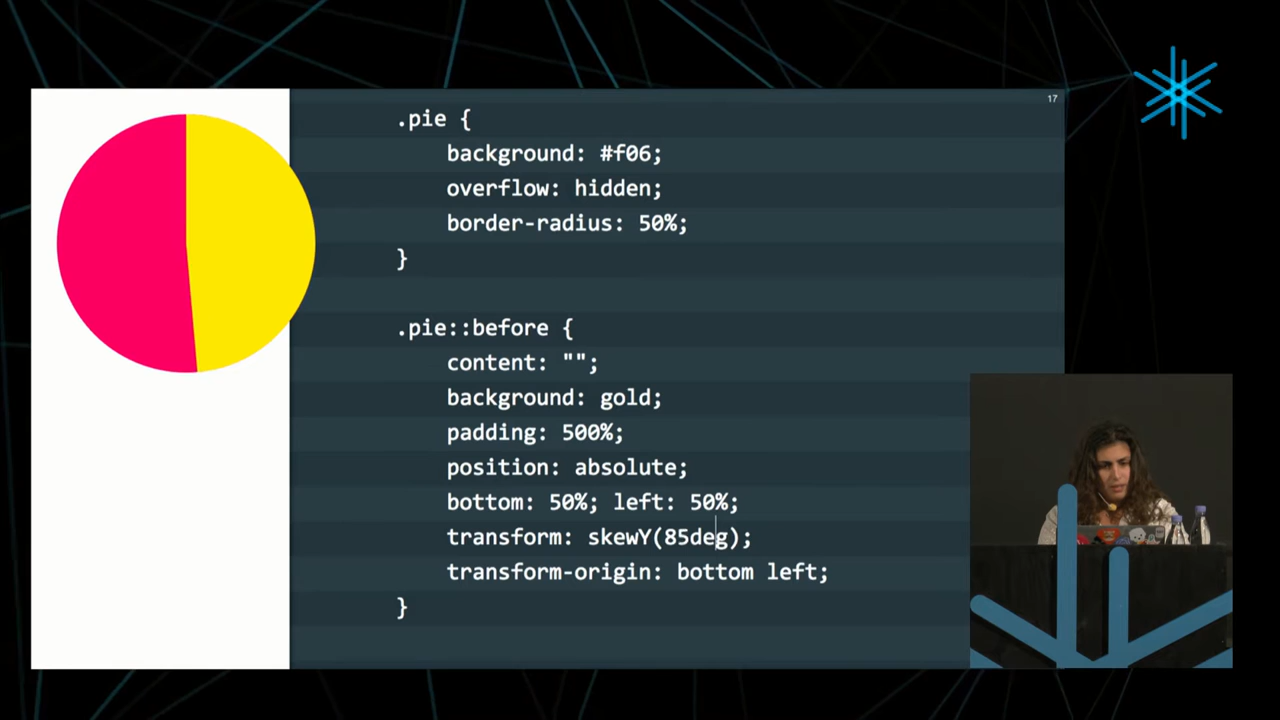 17
.pie {
background: #f06;
overflow: hidden;
border-radius: 50%;
}
.pie::before {
content: "";
background: gold;
padding: 500%;
position: absolute;
bottom: 50%; left: 50%;
transform: skewY(85deg);
transform-origin: bottom left;
}